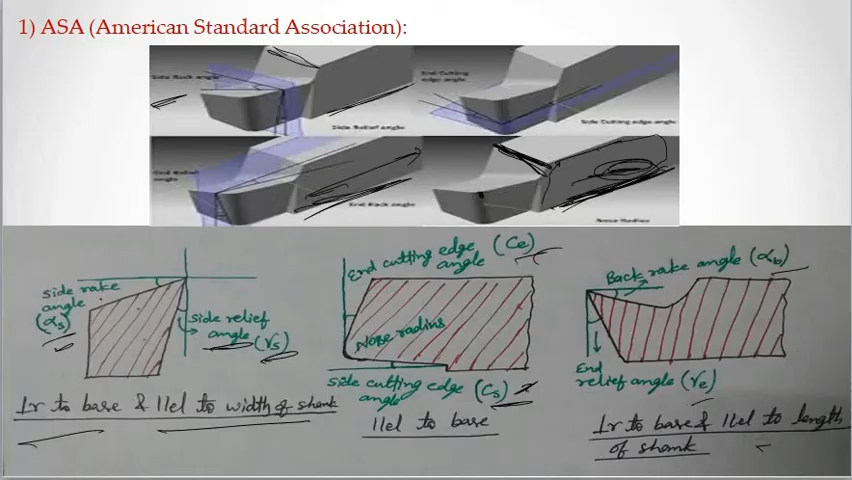 1) ASA (American Standard Association):
Side Rack angle
Side Relief angle
End Cutting
edge angle
Side Cutting edge angle
End Relief
angle
End Rack angle
Nose Radius
side rake
angle
(αs)
side relief
angle
(γs)
⊥r to base & ||el to width of shank
End cutting edge (Ce)
angle
Nose radius
side cutting edge (Cs)
angle
||el to base
Back rake angle (αb)
End
relief angle (γe)
⊥r to base & ||el to length
of shank